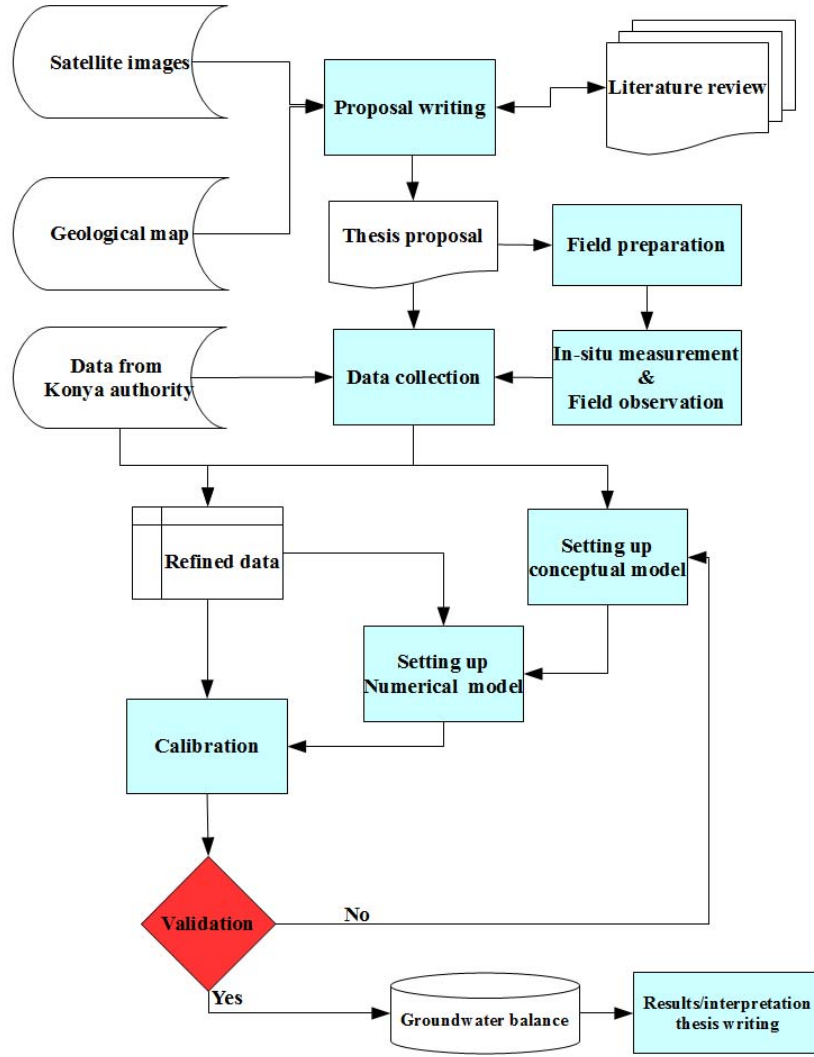 Satellite images
Proposal writing
Literature review
Geological map
Thesis proposal
Field preparation
Data from
Konya authority
Data collection
In-situ measurement
&
Field observation
Refined data
Setting up
conceptual model
Setting up
Numerical model
Calibration
Validation
No
Yes
Groundwater balance
Results/interpretation
thesis writing